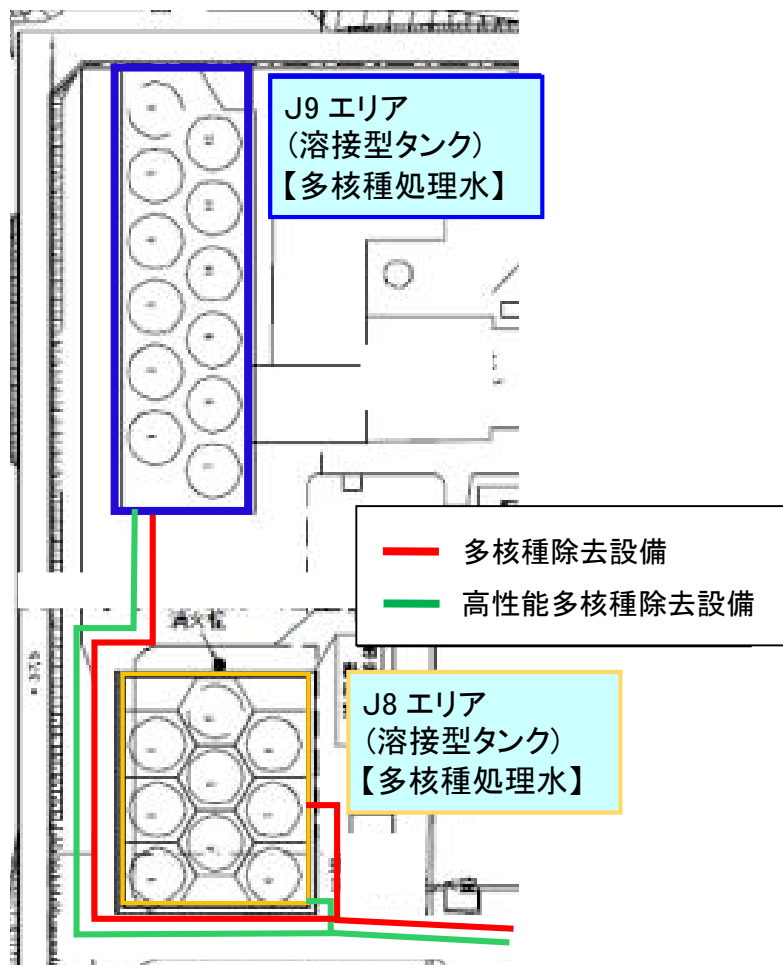 J9 エリア
(溶接型タンク)
【多核種処理水】
多核種除去設備
高性能多核種除去設備
消火栓
J8 エリア
(溶接型タンク)
【多核種処理水】